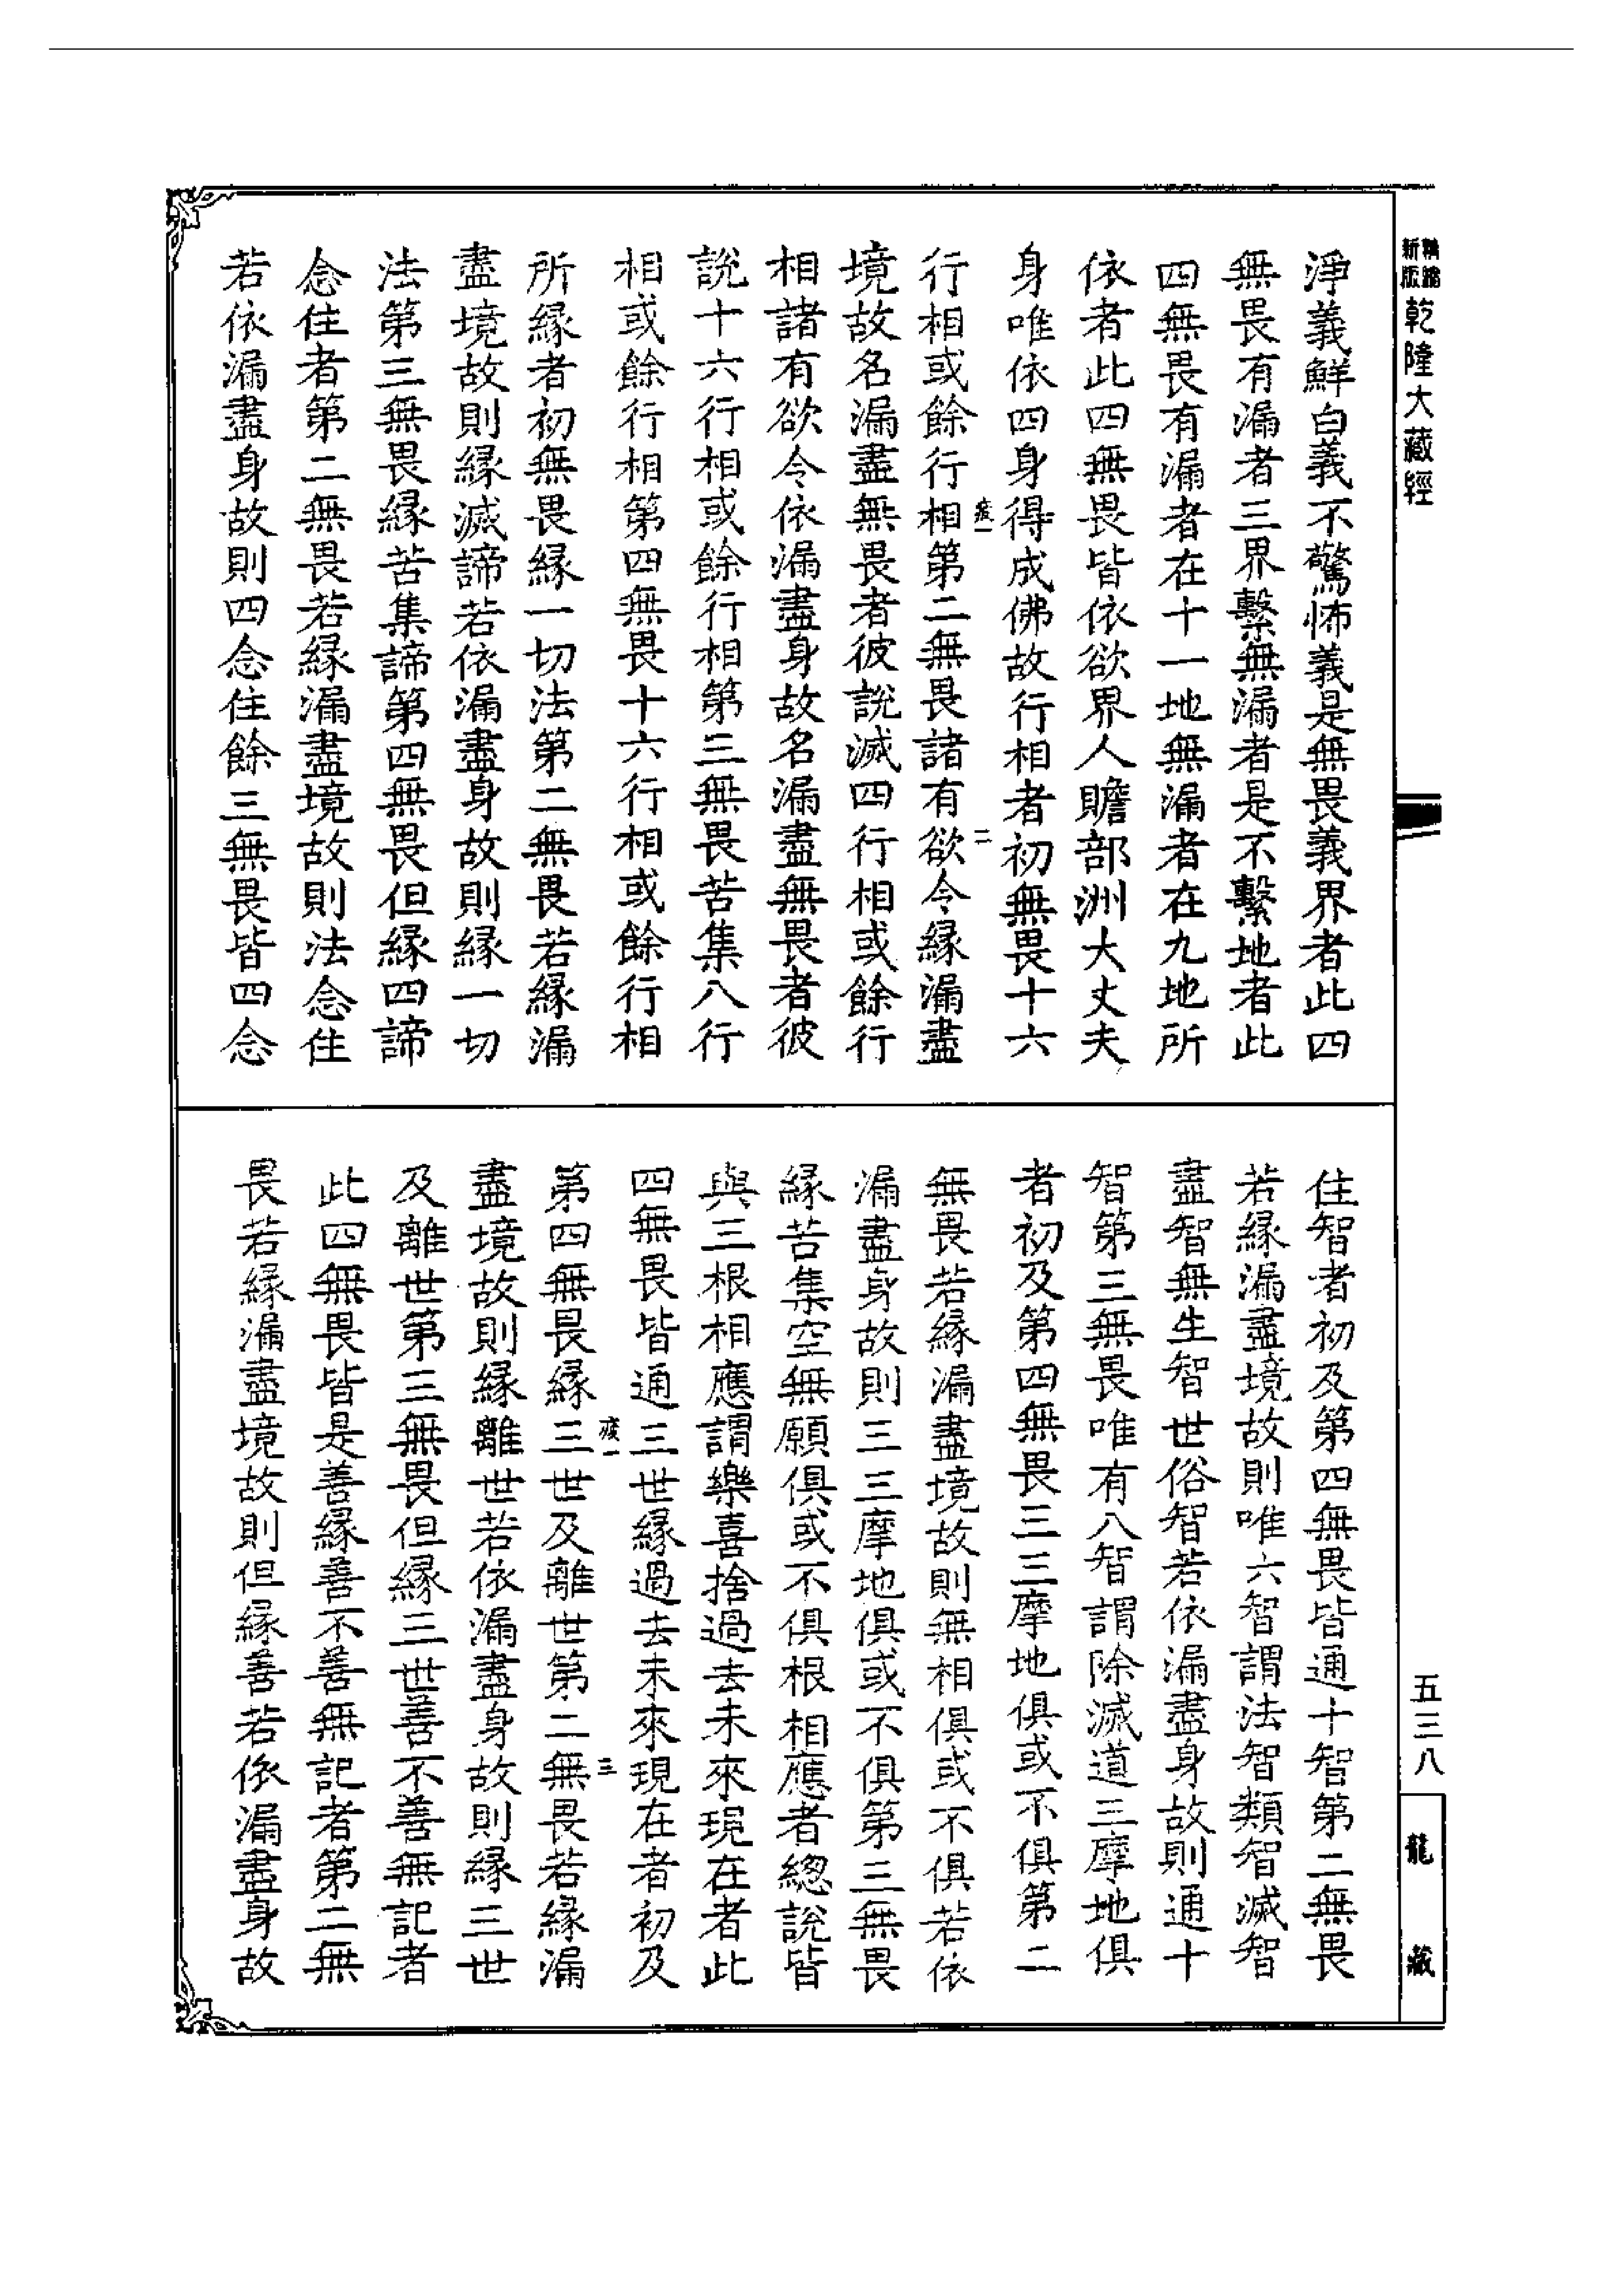 新版
精縮
乾隆大藏經
淨義鮮白義不驚怖義是無畏義界者此四
無畏有漏者三界繫無漏者是不繫地者此
四無畏有漏者在十一地無漏者在九地所
依者此四無畏皆依欲界人贍部洲大丈夫
身唯依四身得成佛故行相者初無畏十六
行相或餘行相第二無畏諸有欲令緣漏盡
境故名漏盡無畏者彼說滅四行相或餘行
相諸有欲令依漏盡身故名漏盡無畏者彼
說十六行相或餘行相第三無畏苦集八行
相或餘行相第四無畏十六行相或餘行相
所緣者初無畏緣一切法第二無畏若緣漏
盡境故則緣滅諦若依漏盡身故則緣一切
法第三無畏緣苦集諦第四無畏但緣四諦
念住者第二無畏若緣漏盡境故則法念住
若依漏盡身故則四念住餘三無畏皆四念
住智者初及第四無畏皆通十智第二無畏
若緣漏盡境故則唯六智謂法智類智滅智
盡智無生智世俗智若依漏盡身故則通十
智第三無畏唯有八智謂除滅道三摩地俱
者初及第四無畏三三摩地俱或不俱第二
無畏若緣漏盡境故則無相俱或不俱若依
漏盡身故則三三摩地俱或不俱第三無畏
緣苦集空無願俱或不俱根相應者總說皆
與三根相應謂樂喜捨過去未來現在者此
四無畏皆通三世緣過去未來現在者初及
第四無畏緣三世及離世第二無畏若緣漏
盡境故則緣離世若依漏盡身故則緣三世
及離世第三無畏但緣三世善不善無記者
此四無畏皆是善緣善不善無記者第二無
畏若緣漏盡境故則但緣善若依漏盡身故
五三八
龍藏